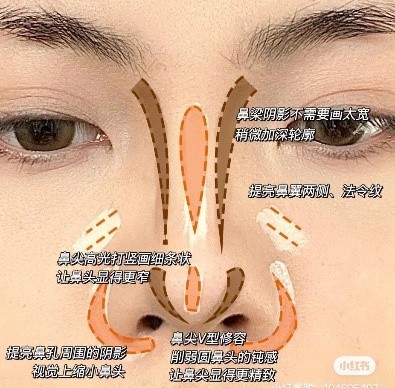 鼻梁阴影不需要画太宽
稍微加深轮廓
提亮鼻翼两侧、法令纹
鼻尖高光打竖画细条状
让鼻头显得更窄
鼻尖V型修容
削弱圆鼻头的钝感
让鼻尖显得更精致
提亮鼻孔周围的阴影
视觉上缩小鼻头
小红书